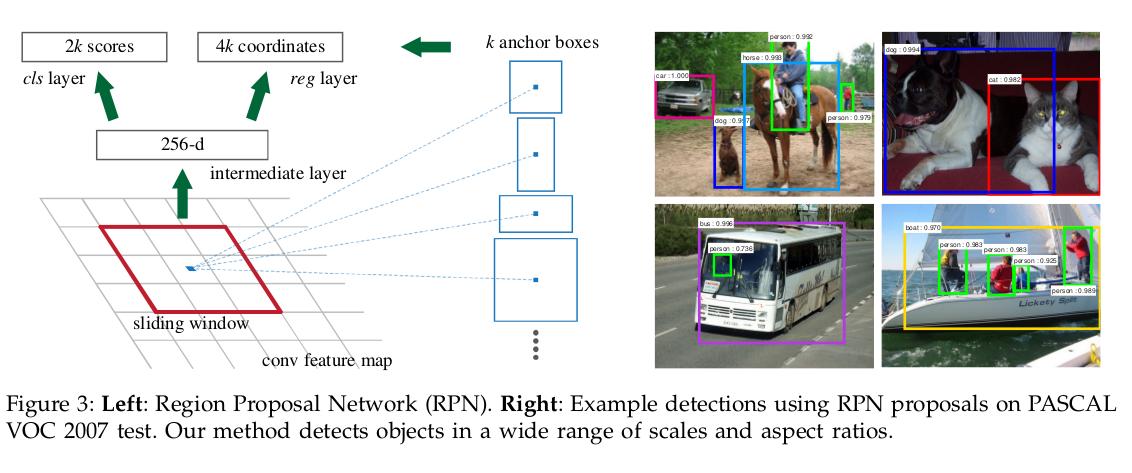 2k scores
4k coordinates
k anchor boxes
cls layer
reg layer
256-d
intermediate layer
sliding window
conv feature map
person : 0.992
horse : 0.993
car : 1.000
person : 0.979
dog : 0.997
dog : 0.994
cat : 0.982
bus : 0.996
person : 0.736
boat : 0.970
person : 0.983
person : 0.983
person : 0.925
person : 0.989
Lickety Split
Figure 3: Left: Region Proposal Network (RPN). Right: Example detections using RPN proposals on PASCAL
VOC 2007 test. Our method detects objects in a wide range of scales and aspect ratios.